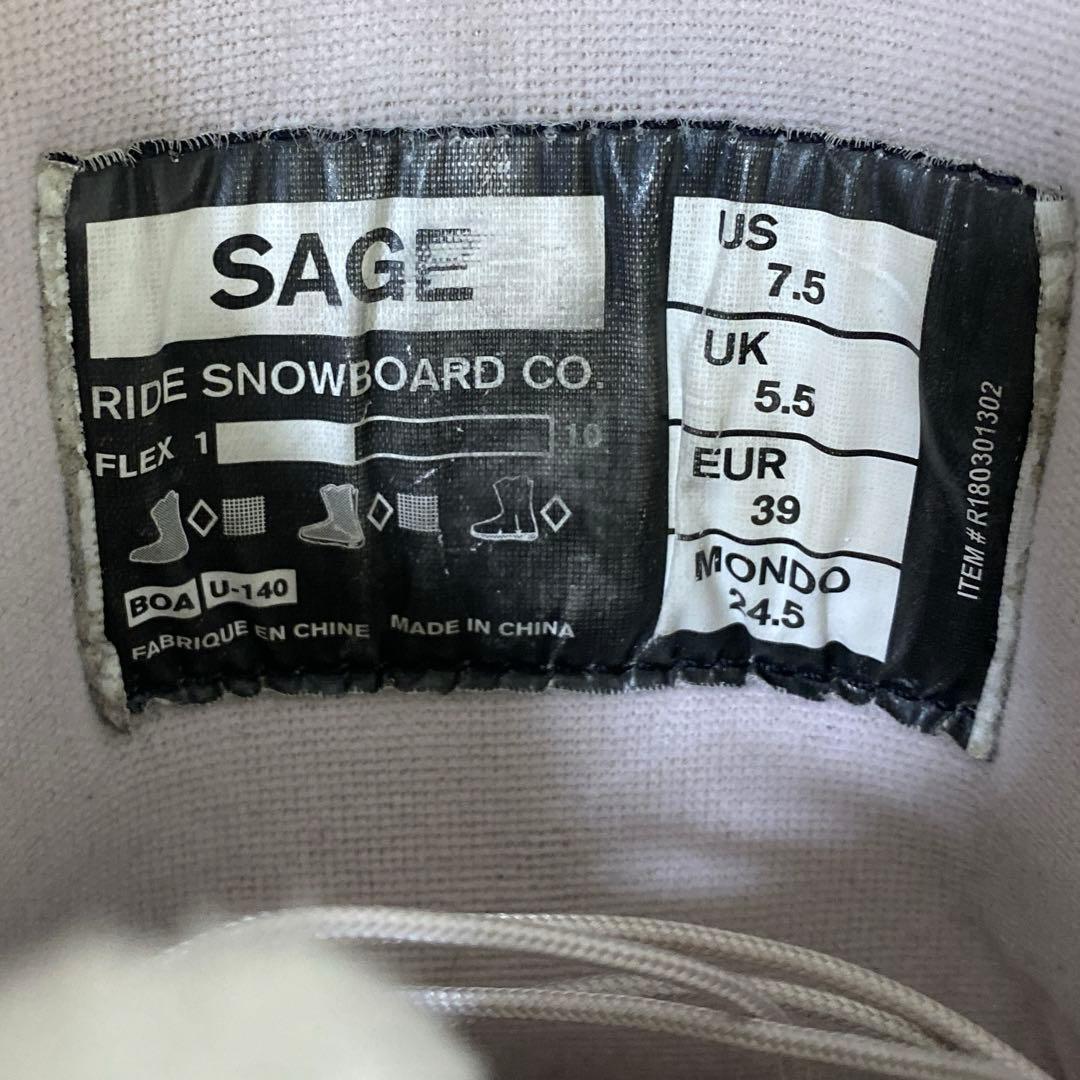 SAGE
RIDE SNOWBOARD CO.
FLEX 1 10
BOA U-140
FABRIQUE EN CHINE MADE IN CHINA
US
7.5
UK
5.5
EUR
39
MONDO
24.5
ITEM # R180301302